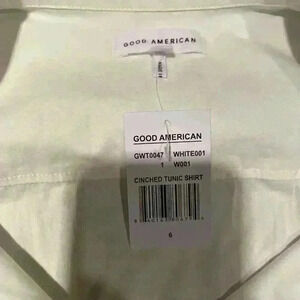 GOOD AMERICAN
GOOD AMERICAN
GWT0047 WHITE001
1 W001
CINCHED TUNIC SHIRT
6